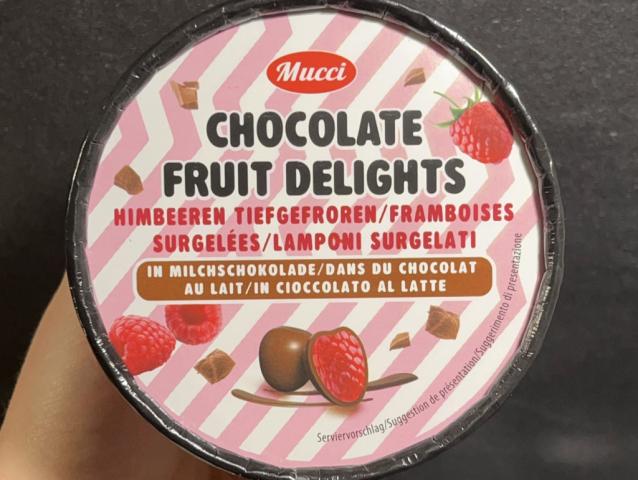 Mucci
CHOCOLATE
FRUIT DELIGHTS
HIMBEEREN TIEFGEFROREN/FRAMBOISES
SURGELÉES/LAMPONI SURGELATI
IN MILCHSCHOKOLADE/DANS DU CHOCOLAT
AU LAIT/IN CIOCCOLATO AL LATTE
Serviervorschlag/Suggestion de présentation/Suggerimento di presentazione